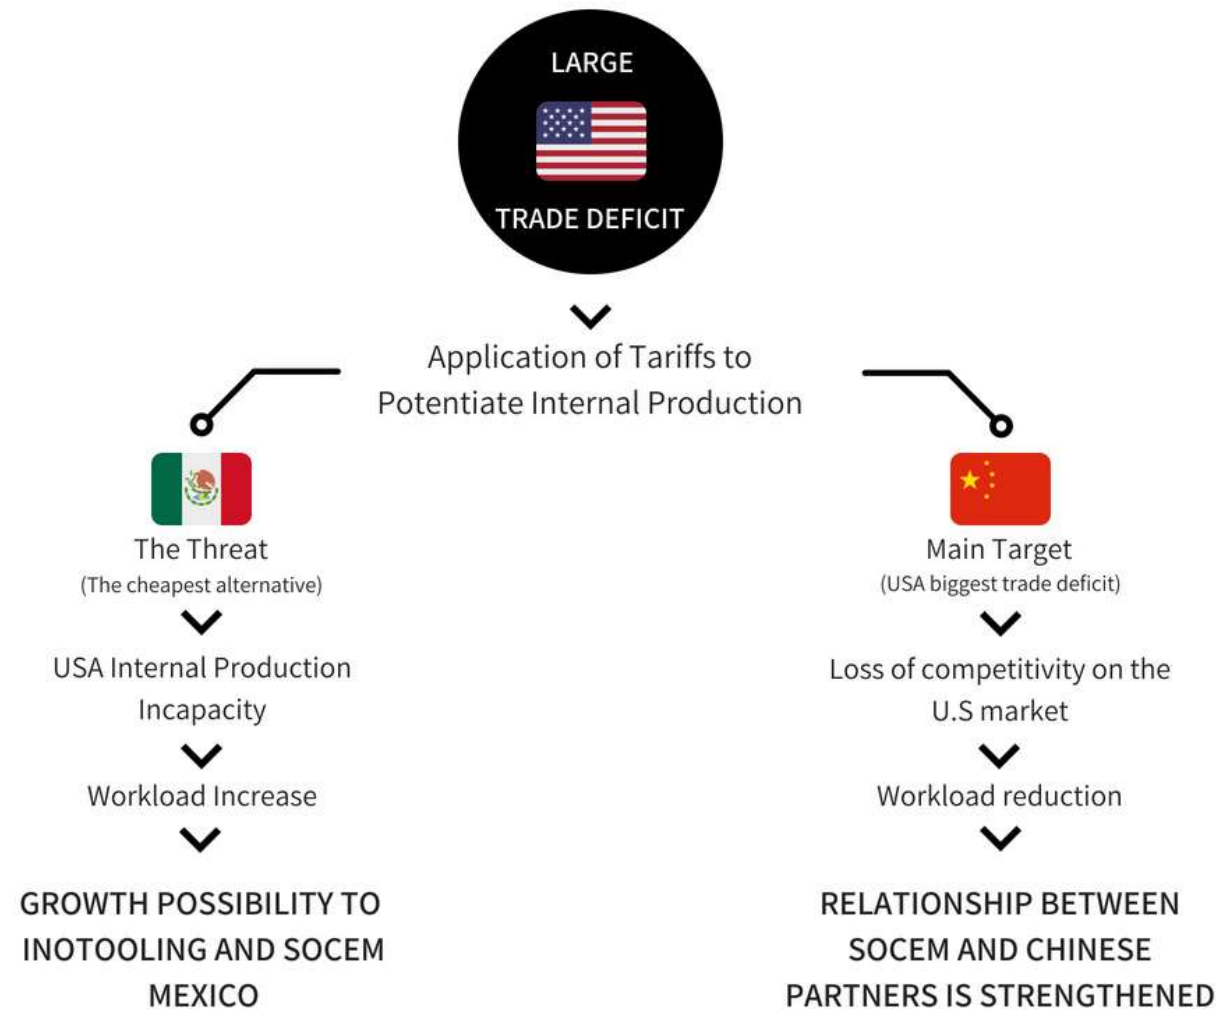 LARGE
TRADE DEFICIT
Application of Tariffs to
Potentiate Internal Production
The Threat
(The cheapest alternative)
USA Internal Production
Incapacity
Workload Increase
GROWTH POSSIBILITY TO
INOTOOLING AND SOCEM
MEXICO
Main Target
(USA biggest trade deficit)
Loss of competitivity on the
U.S market
Workload reduction
RELATIONSHIP BETWEEN
SOCEM AND CHINESE
PARTNERS IS STRENGTHENED